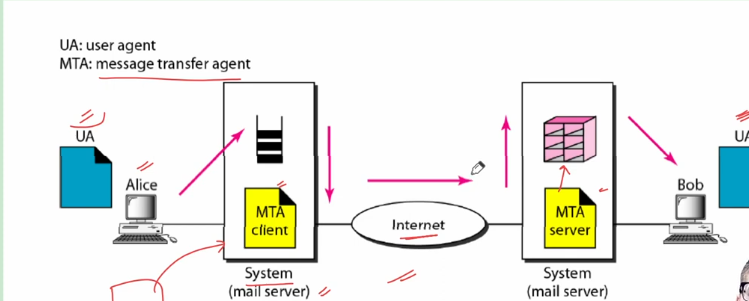 UA: user agent
MTA: message transfer agent
UA
UA
Alice
Bob
MTA
client
Internet
MTA
server
System
(mail server)
System
(mail server)